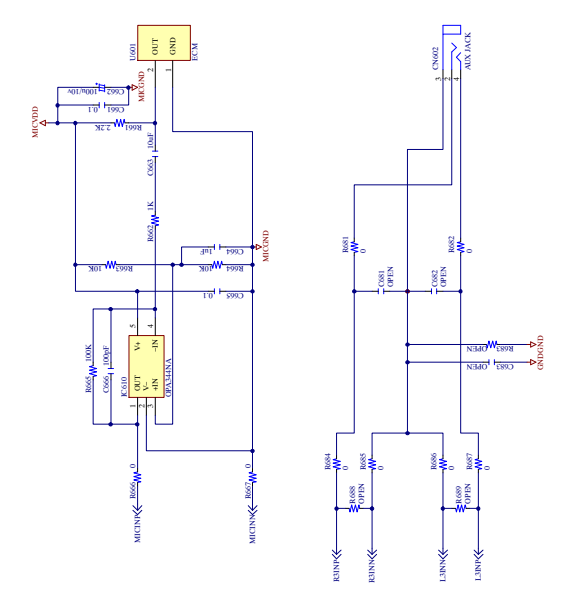 U601
OUT
GND
ECM
2
1
MICGND
C662
100u/10v
C661
0.1
MICVDD
R661
2.2K
10uF
C663
1K
R662
C664
1uF
MICGND
R663
10K
R664
10K
C665
0.1
5
4
V+
-IN
OUT
V-
+IN
IC610
OPA344NA
1
2
3
100K
R665
100pF
C666
R666
0
R667
0
MICINP
MICINN
CN602
AUX JACK
3
2
4
R681
0
R682
0
C681
OPEN
C682
OPEN
R683
OPEN
GND
C683
OPEN
GND
R684
0
R685
0
R686
0
R687
0
R688
OPEN
R689
OPEN
R3INP
R3INN
L3INN
L3INP